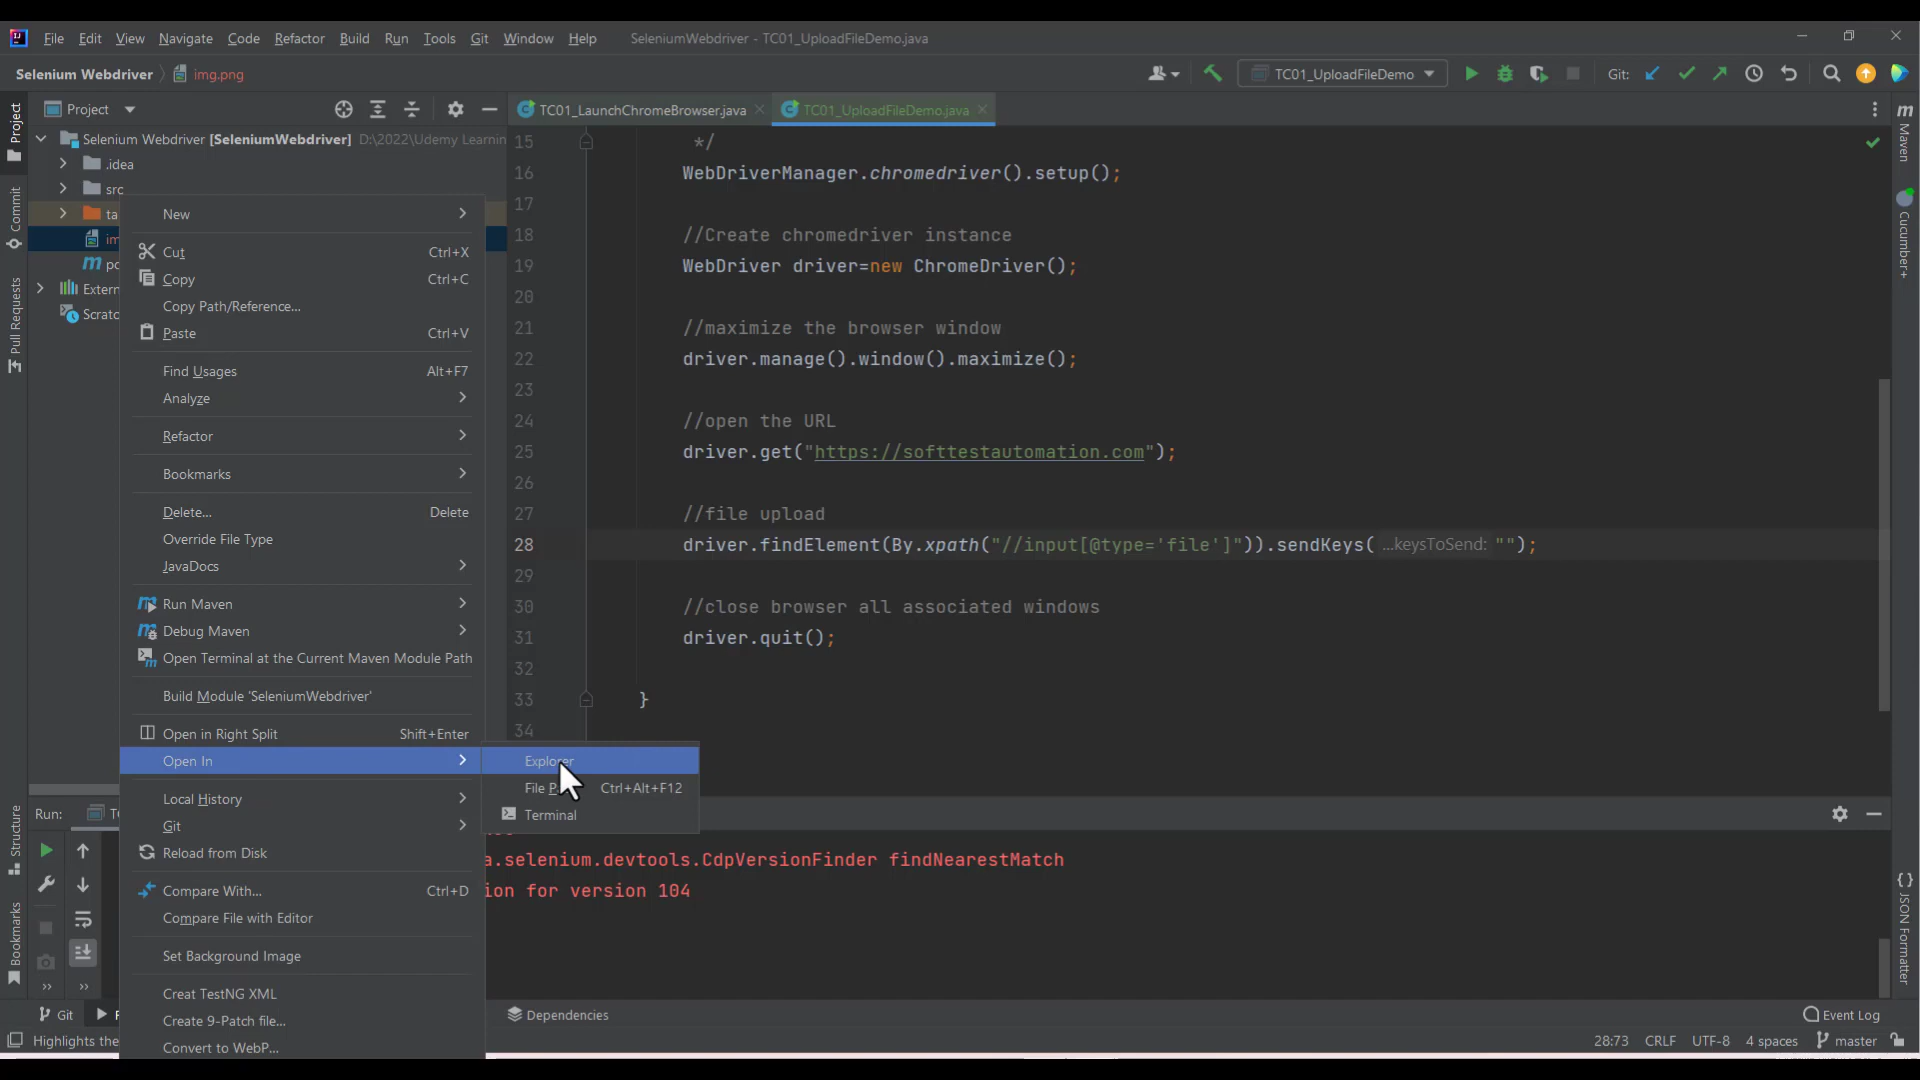 File Edit View Navigate Code Refactor Build Run Tools Git Window Help SeleniumWebdriver - TC01_UploadFileDemo.java
Selenium Webdriver img.png TC01_UploadFileDemo Git:
Project TC01_LaunchChromeBrowser.java TC01_UploadFileDemo.java
Selenium Webdriver [SeleniumWebdriver] D:\2022\Udemy Learnin
.idea
src
ta
im
po
Extern
Scratc
Project
Commit
Pull Requests
Structure
Bookmarks
New
Cut Ctrl+X
Copy Ctrl+C
Copy Path/Reference...
Paste Ctrl+V
Find Usages Alt+F7
Analyze
Refactor
Bookmarks
Delete... Delete
Override File Type
JavaDocs
Run Maven
Debug Maven
Open Terminal at the Current Maven Module Path
Build Module 'SeleniumWebdriver'
Open in Right Split Shift+Enter
Open In
Local History
Git
Reload from Disk
Compare With... Ctrl+D
Compare File with Editor
Set Background Image
Creat TestNG XML
Create 9-Patch file...
Convert to WebP...
Explorer
File Ctrl+Alt+F12
Terminal
15 */
16 WebDriverManager.chromedriver().setup();
17
18 //Create chromedriver instance
19 WebDriver driver=new ChromeDriver();
20
21 //maximize the browser window
22 driver.manage().window().maximize();
23
24 //open the URL
25 driver.get("https://softtestautomation.com");
26
27 //file upload
28 driver.findElement(By.xpath("//input[@type='file']")).sendKeys( ...keysToSend: "");
29
30 //close browser all associated windows
31 driver.quit();
32
33 }
34
Run:
a.selenium.devtools.CdpVersionFinder findNearestMatch
ion for version 104
Maven
Cucumber+
JSON Formatter
Git Dependencies Event Log
Highlights the 28:73 CRLF UTF-8 4 spaces master